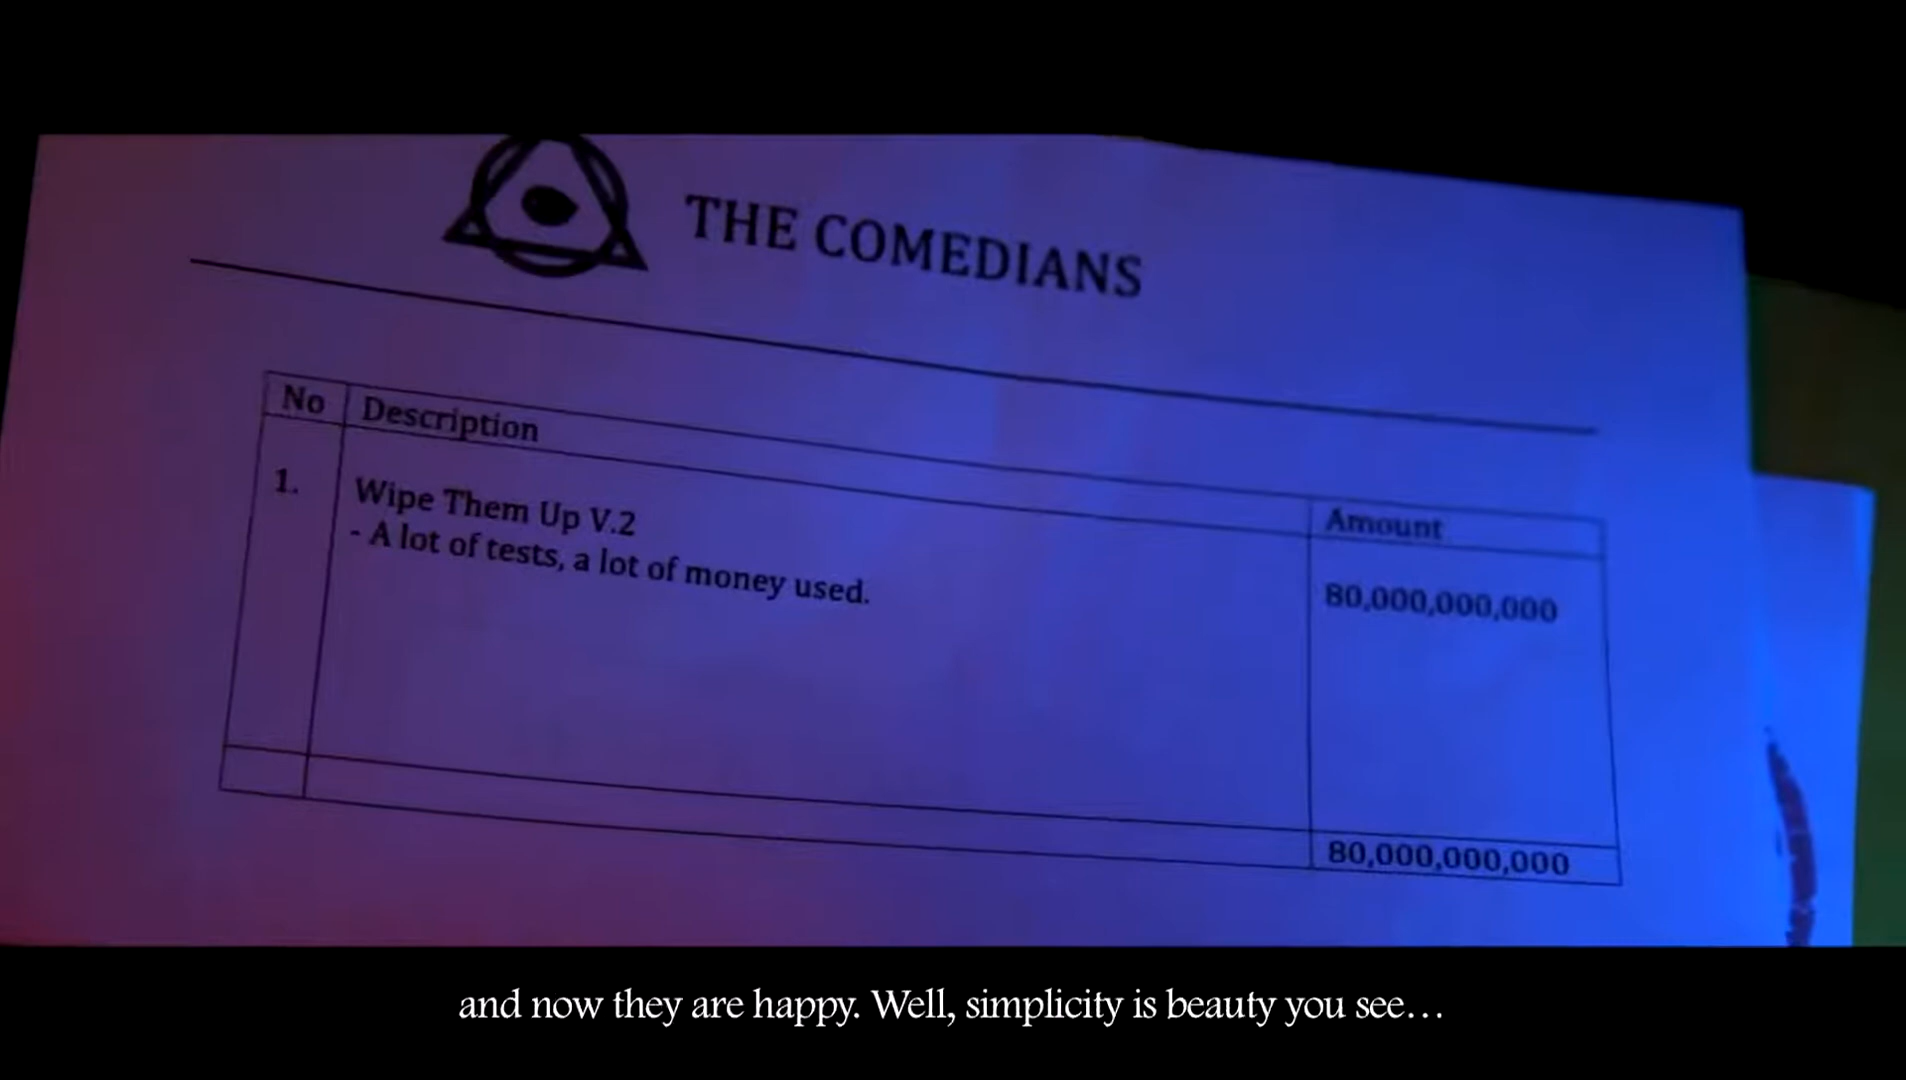 THE COMEDIANS
No
Description
Amount
1.
Wipe Them Up V.2
80,000,000,000
- A lot of tests, a lot of money used.
80,000,000,000
and now they are happy. Well, simplicity is beauty you see...